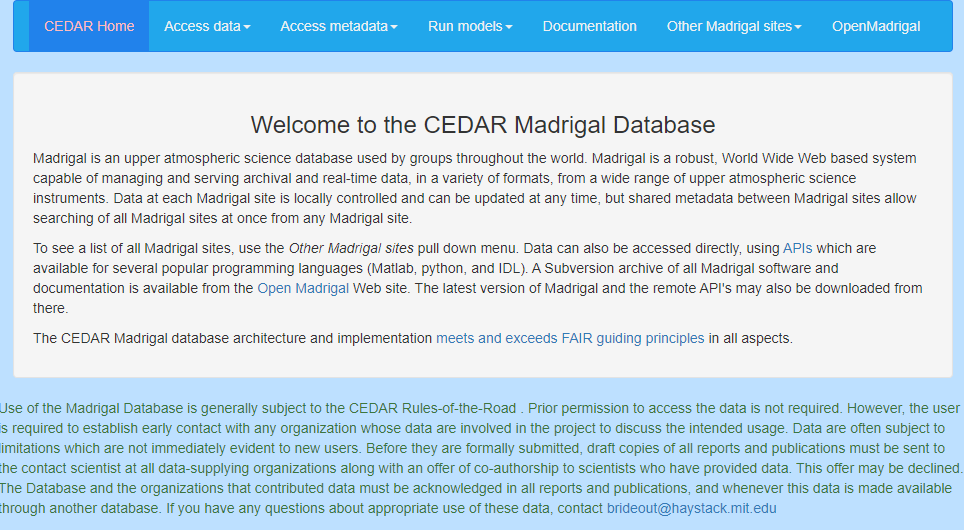 CEDAR Home Access data Access metadata Run models Documentation Other Madrigal sites OpenMadrigal
Welcome to the CEDAR Madrigal Database
Madrigal is an upper atmospheric science database used by groups throughout the world. Madrigal is a robust, World Wide Web based system
capable of managing and serving archival and real-time data, in a variety of formats, from a wide range of upper atmospheric science
instruments. Data at each Madrigal site is locally controlled and can be updated at any time, but shared metadata between Madrigal sites allow
searching of all Madrigal sites at once from any Madrigal site.
To see a list of all Madrigal sites, use the Other Madrigal sites pull down menu. Data can also be accessed directly, using APIs which are
available for several popular programming languages (Matlab, python, and IDL). A Subversion archive of all Madrigal software and
documentation is available from the Open Madrigal Web site. The latest version of Madrigal and the remote API's may also be downloaded from
there.
The CEDAR Madrigal database architecture and implementation meets and exceeds FAIR guiding principles in all aspects.
Use of the Madrigal Database is generally subject to the CEDAR Rules-of-the-Road . Prior permission to access the data is not required. However, the user
is required to establish early contact with any organization whose data are involved in the project to discuss the intended usage. Data are often subject to
limitations which are not immediately evident to new users. Before they are formally submitted, draft copies of all reports and publications must be sent to
the contact scientist at all data-supplying organizations along with an offer of co-authorship to scientists who have provided data. This offer may be declined.
The Database and the organizations that contributed data must be acknowledged in all reports and publications, and whenever this data is made available
through another database. If you have any questions about appropriate use of these data, contact brideout@haystack.mit.edu